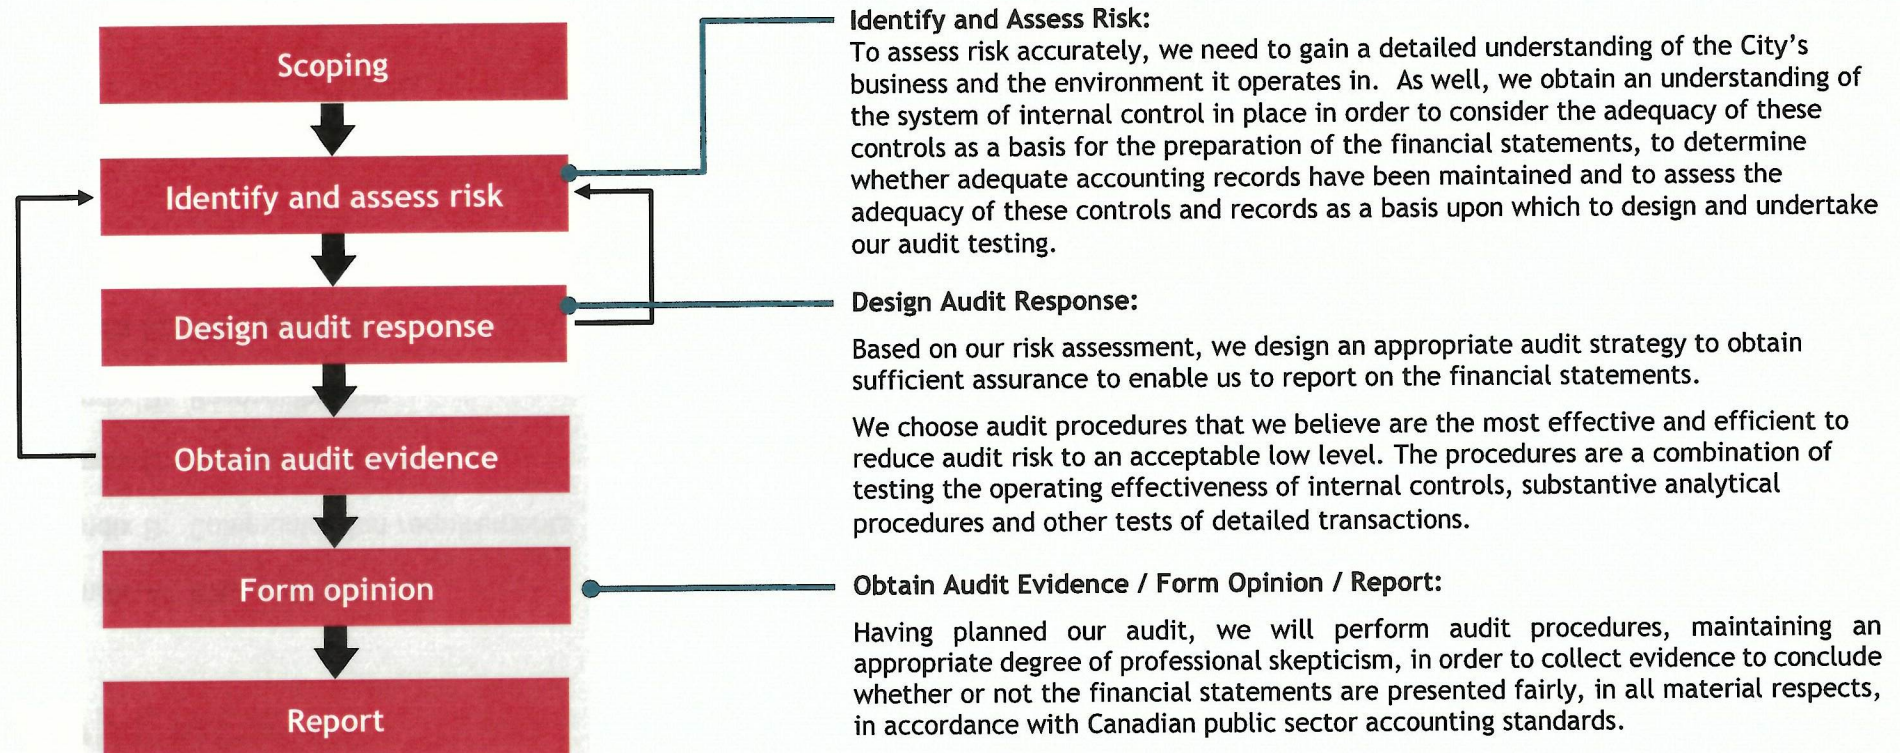 Scoping
Identify and assess risk
Design audit response
Obtain audit evidence
Form opinion
Report
Identify and Assess Risk:
To assess risk accurately, we need to gain a detailed understanding of the City's
business and the environment it operates in.  As well, we obtain an understanding of
the system of internal control in place in order to consider the adequacy of these
controls as a basis for the preparation of the financial statements, to determine
whether adequate accounting records have been maintained and to assess the
adequacy of these controls and records as a basis upon which to design and undertake
our audit testing.
Design Audit Response:
Based on our risk assessment, we design an appropriate audit strategy to obtain
sufficient assurance to enable us to report on the financial statements.
We choose audit procedures that we believe are the most effective and efficient to
reduce audit risk to an acceptable low level. The procedures are a combination of
testing the operating effectiveness of internal controls, substantive analytical
procedures and other tests of detailed transactions.
Obtain Audit Evidence / Form Opinion / Report:
Having planned our audit, we will perform audit procedures, maintaining an
appropriate degree of professional skepticism, in order to collect evidence to conclude
whether or not the financial statements are presented fairly, in all material respects,
in accordance with Canadian public sector accounting standards.